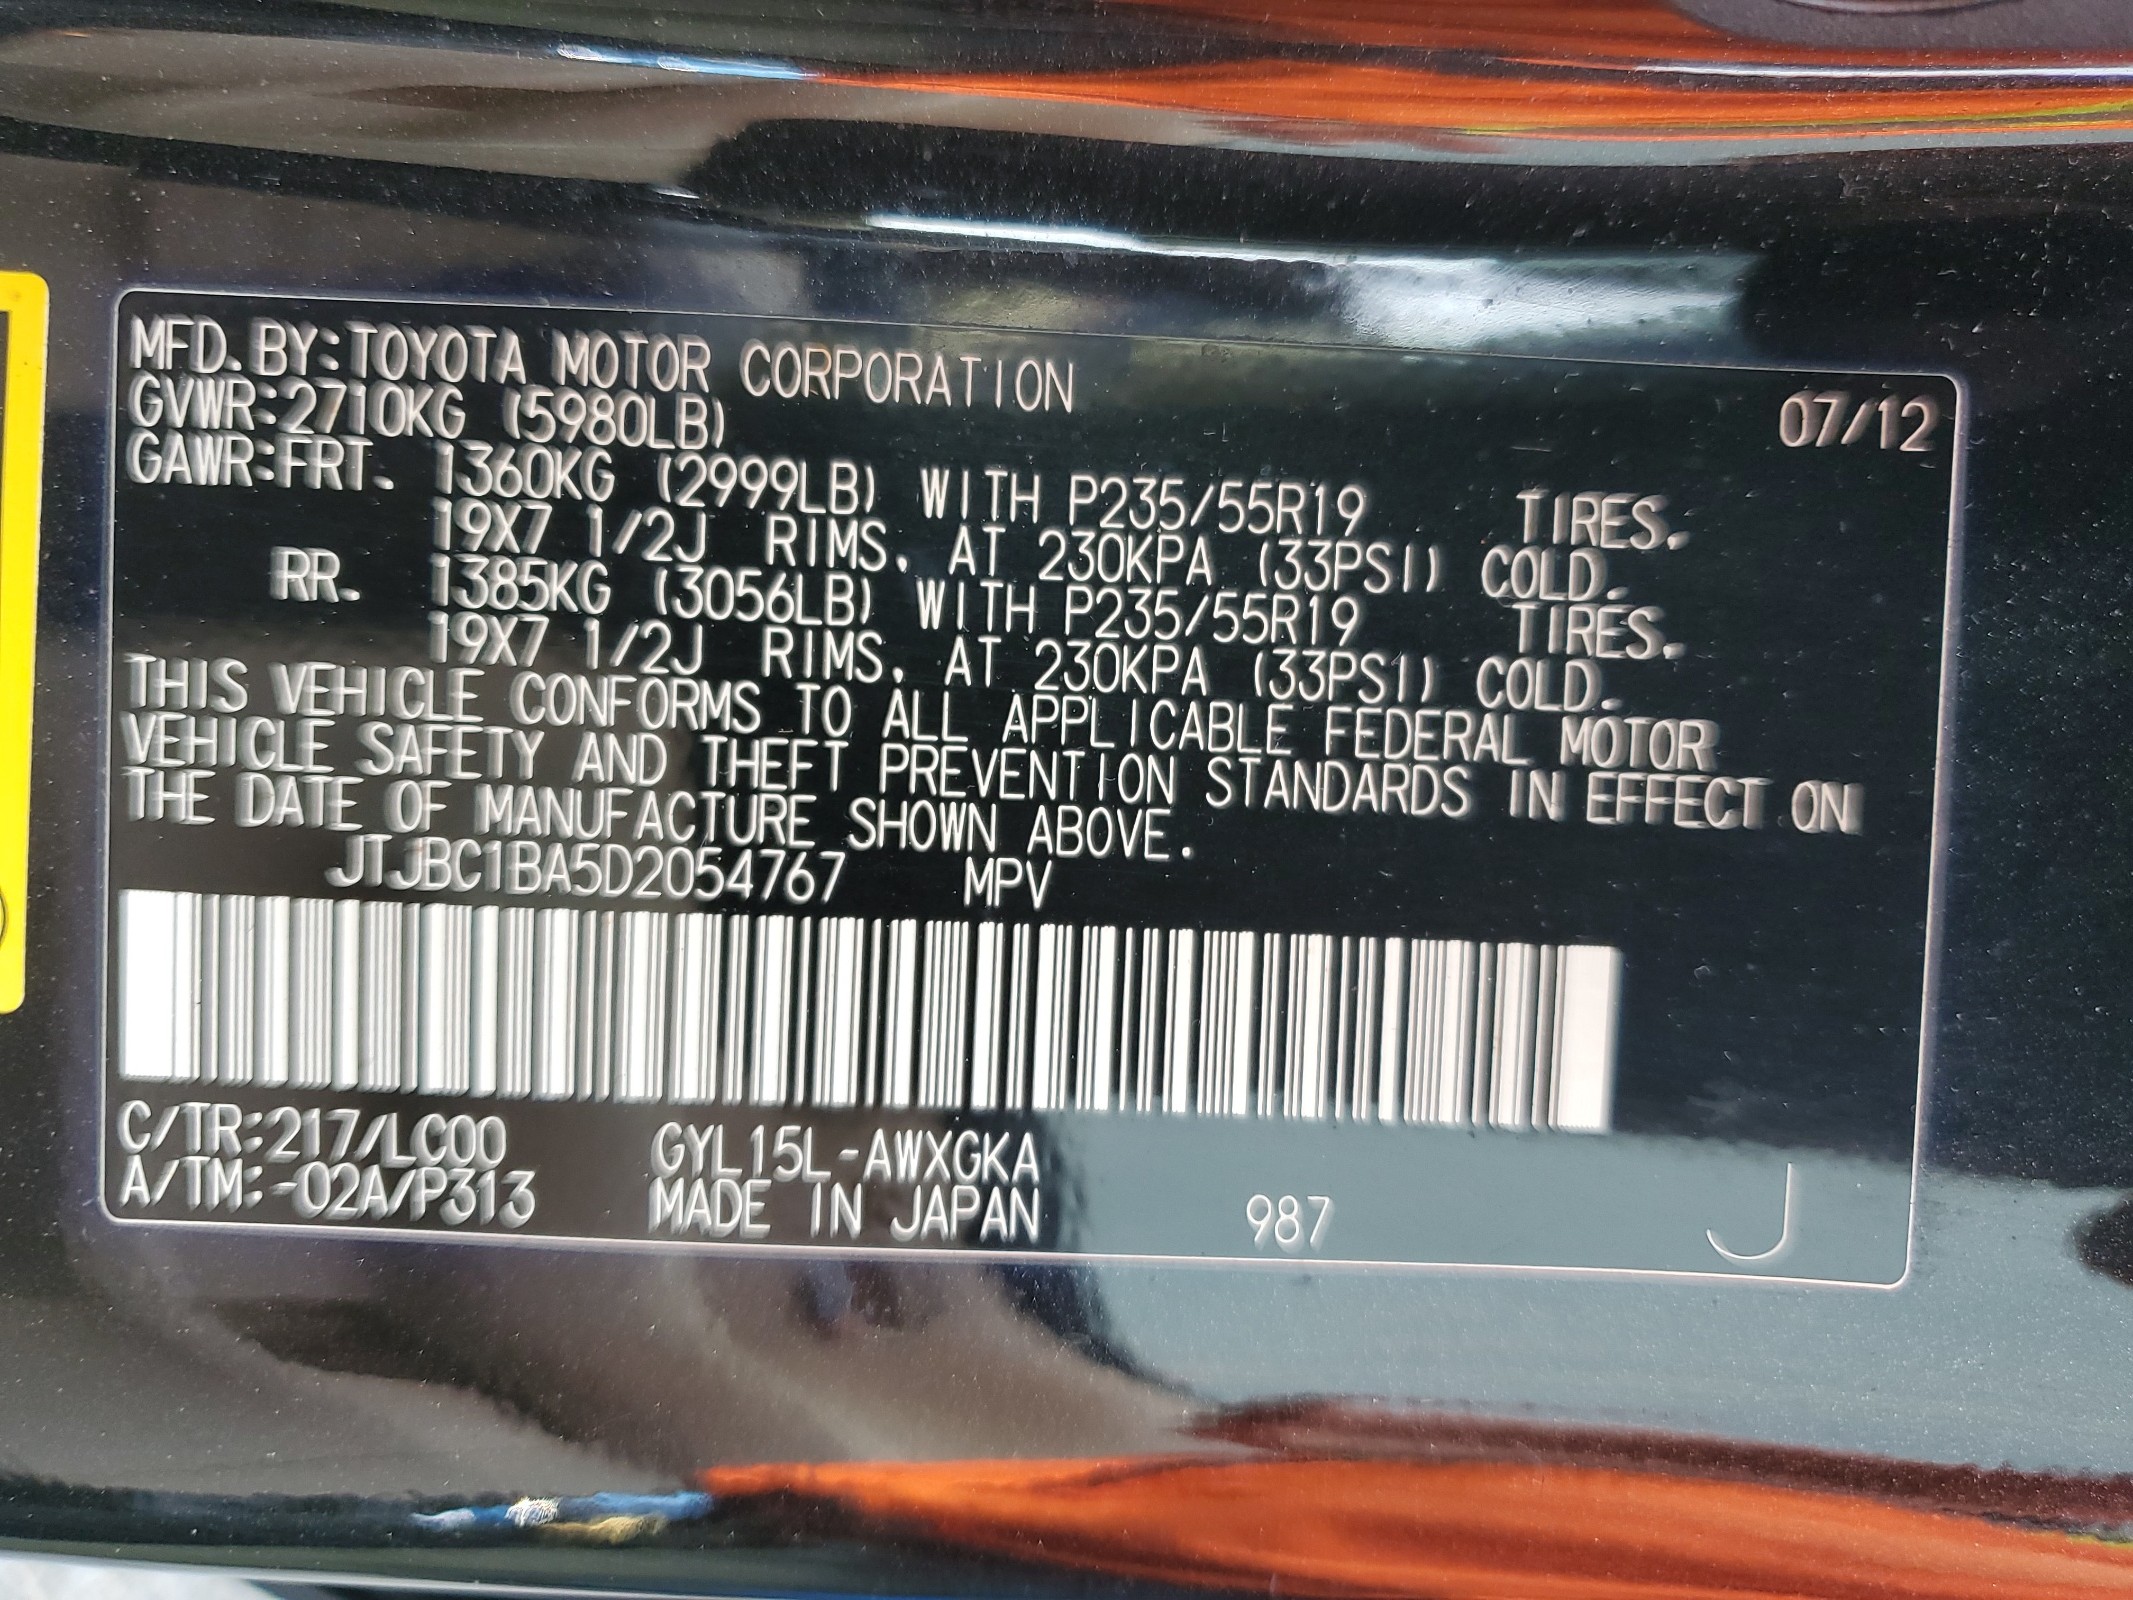 MFD. BY: TOYOTA MOTOR CORPORATION 07/12
GVWR: 2710KG (5980LB)
GAWR: FRT. 1360KG (2999LB) WITH P235/55R19 TIRES.
19X7 1/2J RIMS, AT 230KPA (33PSI) COLD.
RR. 1385KG (3056LB) WITH P235/55R19 TIRES.
19X7 1/2J RIMS, AT 230KPA (33PSI) COLD.
THIS VEHICLE CONFORMS TO ALL APPLICABLE FEDERAL MOTOR
VEHICLE SAFETY AND THEFT PREVENTION STANDARDS IN EFFECT ON
THE DATE OF MANUFACTURE SHOWN ABOVE.
JTJBC1BA5D2054767 MPV
C/TR: 217/LC00 GYL15L-AWXGKA
A/TM: -02A/P313 MADE IN JAPAN 987 J